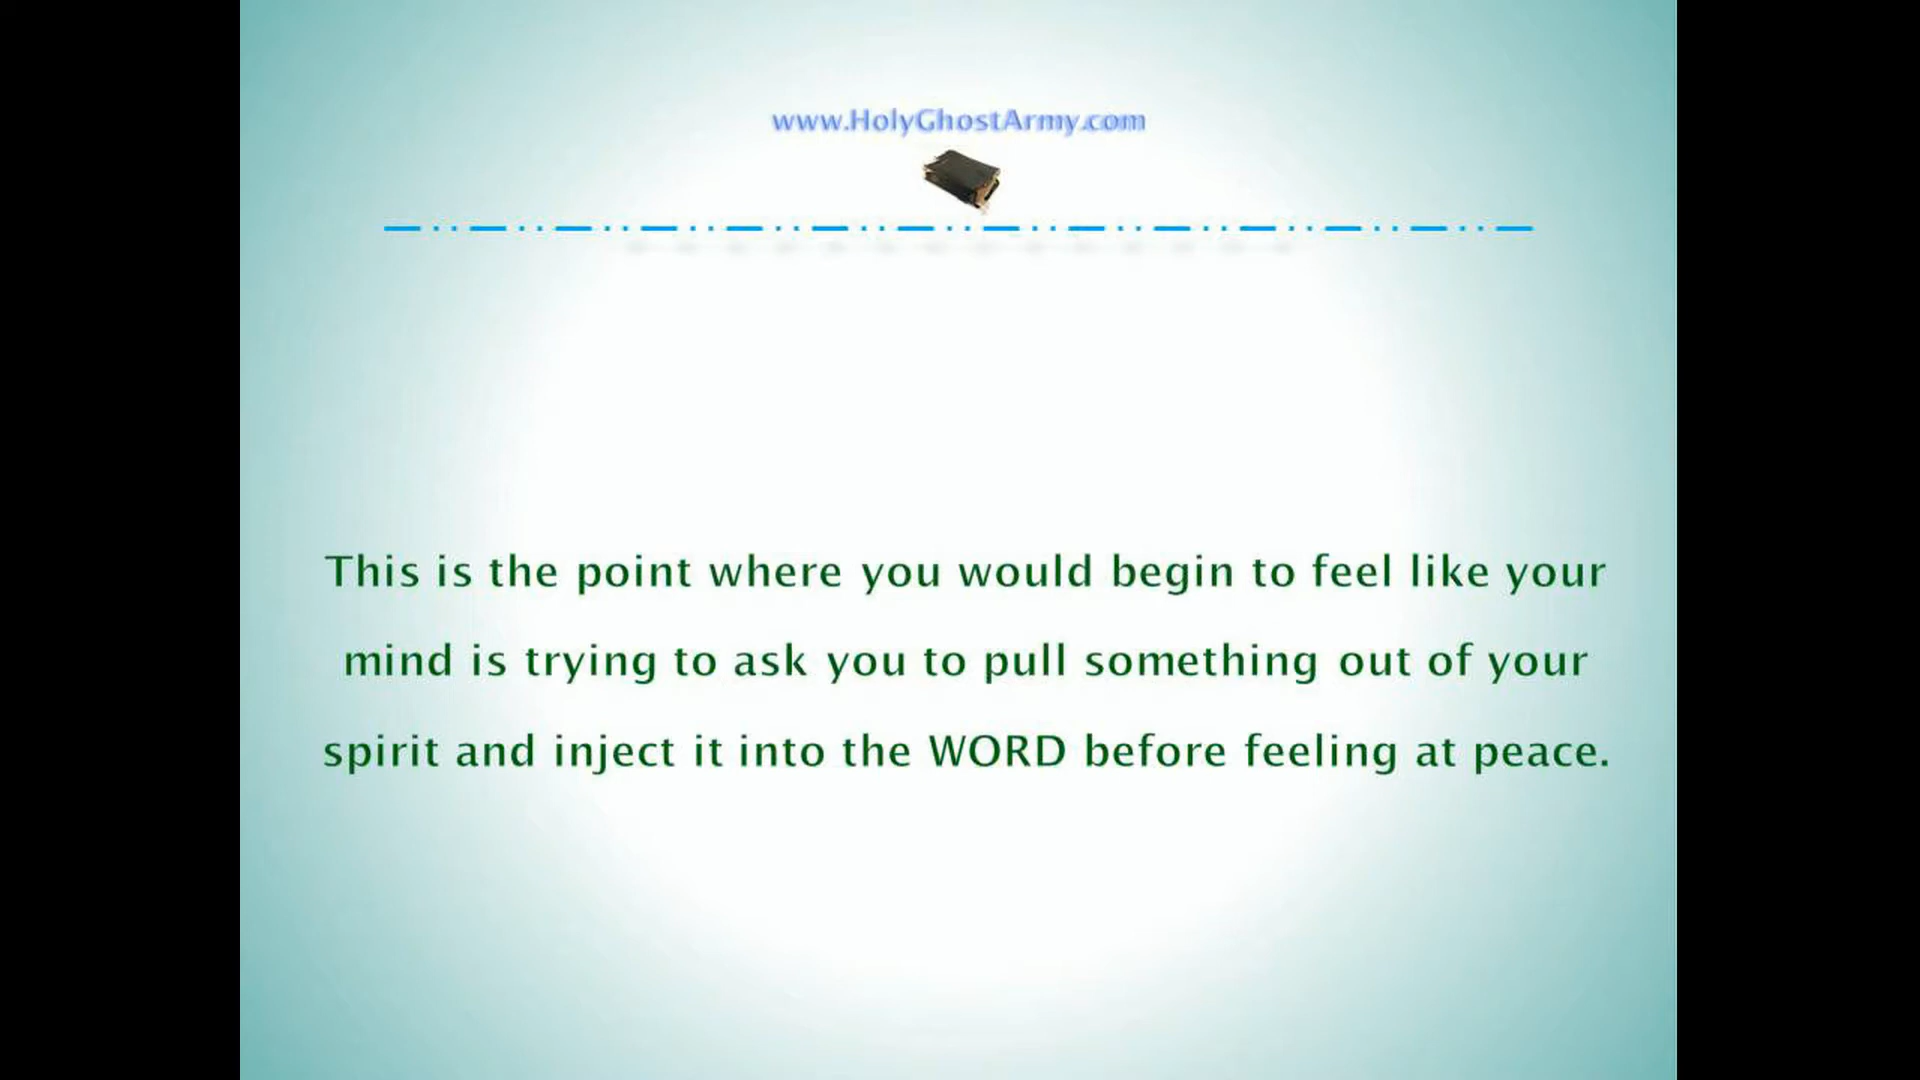 www.HolyGhostArmy.com
This is the point where you would begin to feel like your
mind is trying to ask you to pull something out of your
spirit and inject it into the WORD before feeling at peace.